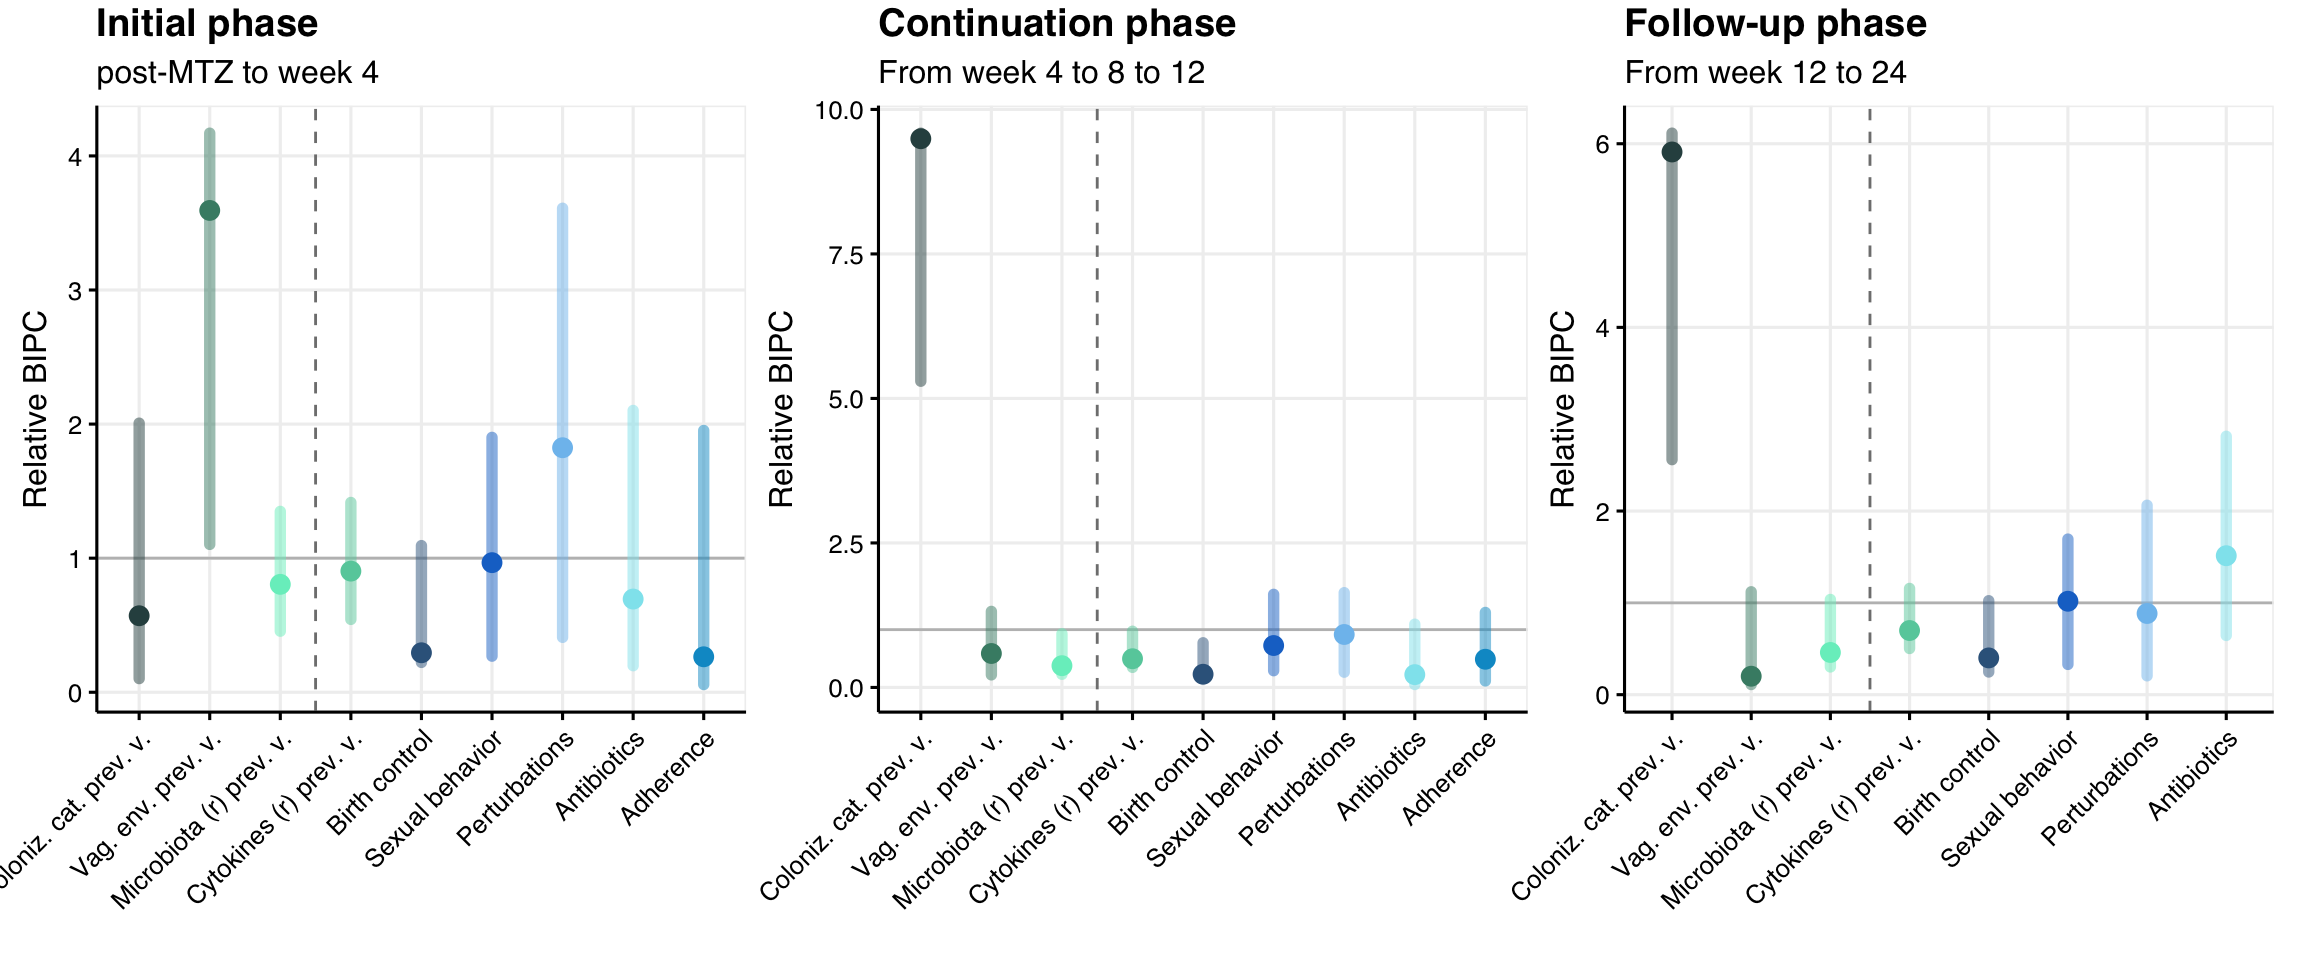 Initial phase
post-MTZ to week 4
Relative BIPC
4
3
2
1
0
oloniz. cat. prev. v.
Vag. env. prev. v.
Microbiota (r) prev. v.
Cytokines (r) prev. v.
Birth control
Sexual behavior
Perturbations
Antibiotics
Adherence
Continuation phase
From week 4 to 8 to 12
Relative BIPC
10.0
7.5
5.0
2.5
0.0
Coloniz. cat. prev. v.
Vag. env. prev. v.
Microbiota (r) prev. v.
Cytokines (r) prev. v.
Birth control
Sexual behavior
Perturbations
Antibiotics
Adherence
Follow-up phase
From week 12 to 24
Relative BIPC
6
4
2
0
Coloniz. cat. prev. v.
Vag. env. prev. v.
Microbiota (r) prev. v.
Cytokines (r) prev. v.
Birth control
Sexual behavior
Perturbations
Antibiotics